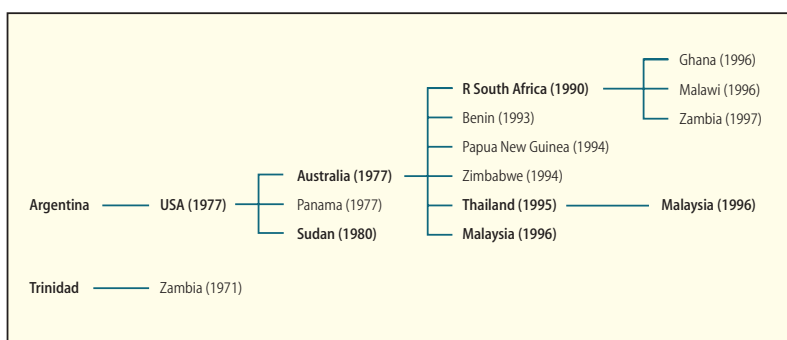 Ghana (1996)
R South Africa (1990) Malawi (1996)
Benin (1993) Zambia (1997)
Papua New Guinea (1994)
Australia (1977) Zimbabwe (1994)
Argentina USA (1977) Panama (1977) Thailand (1995) Malaysia (1996)
Sudan (1980) Malaysia (1996)
Trinidad Zambia (1971)